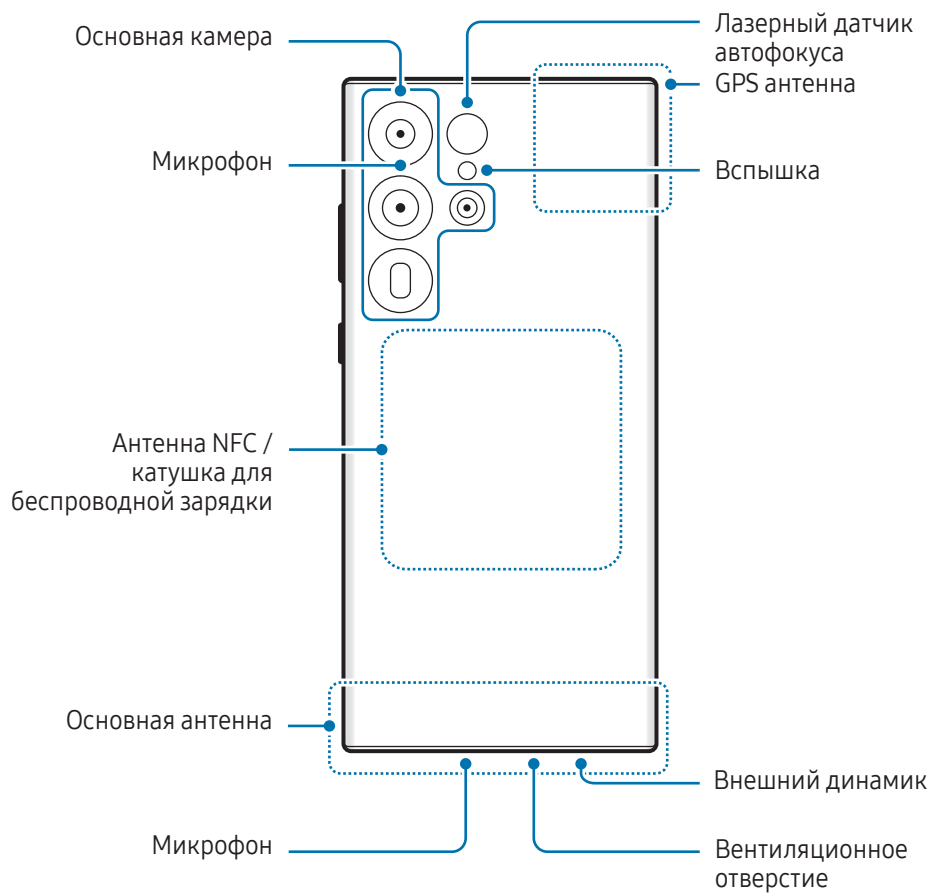 Основная камера
Лазерный датчик
автофокуса
GPS антенна
Микрофон
Вспышка
Антенна NFC /
катушка для
беспроводной зарядки
Основная антенна
Внешний динамик
Микрофон
Вентиляционное
отверстие